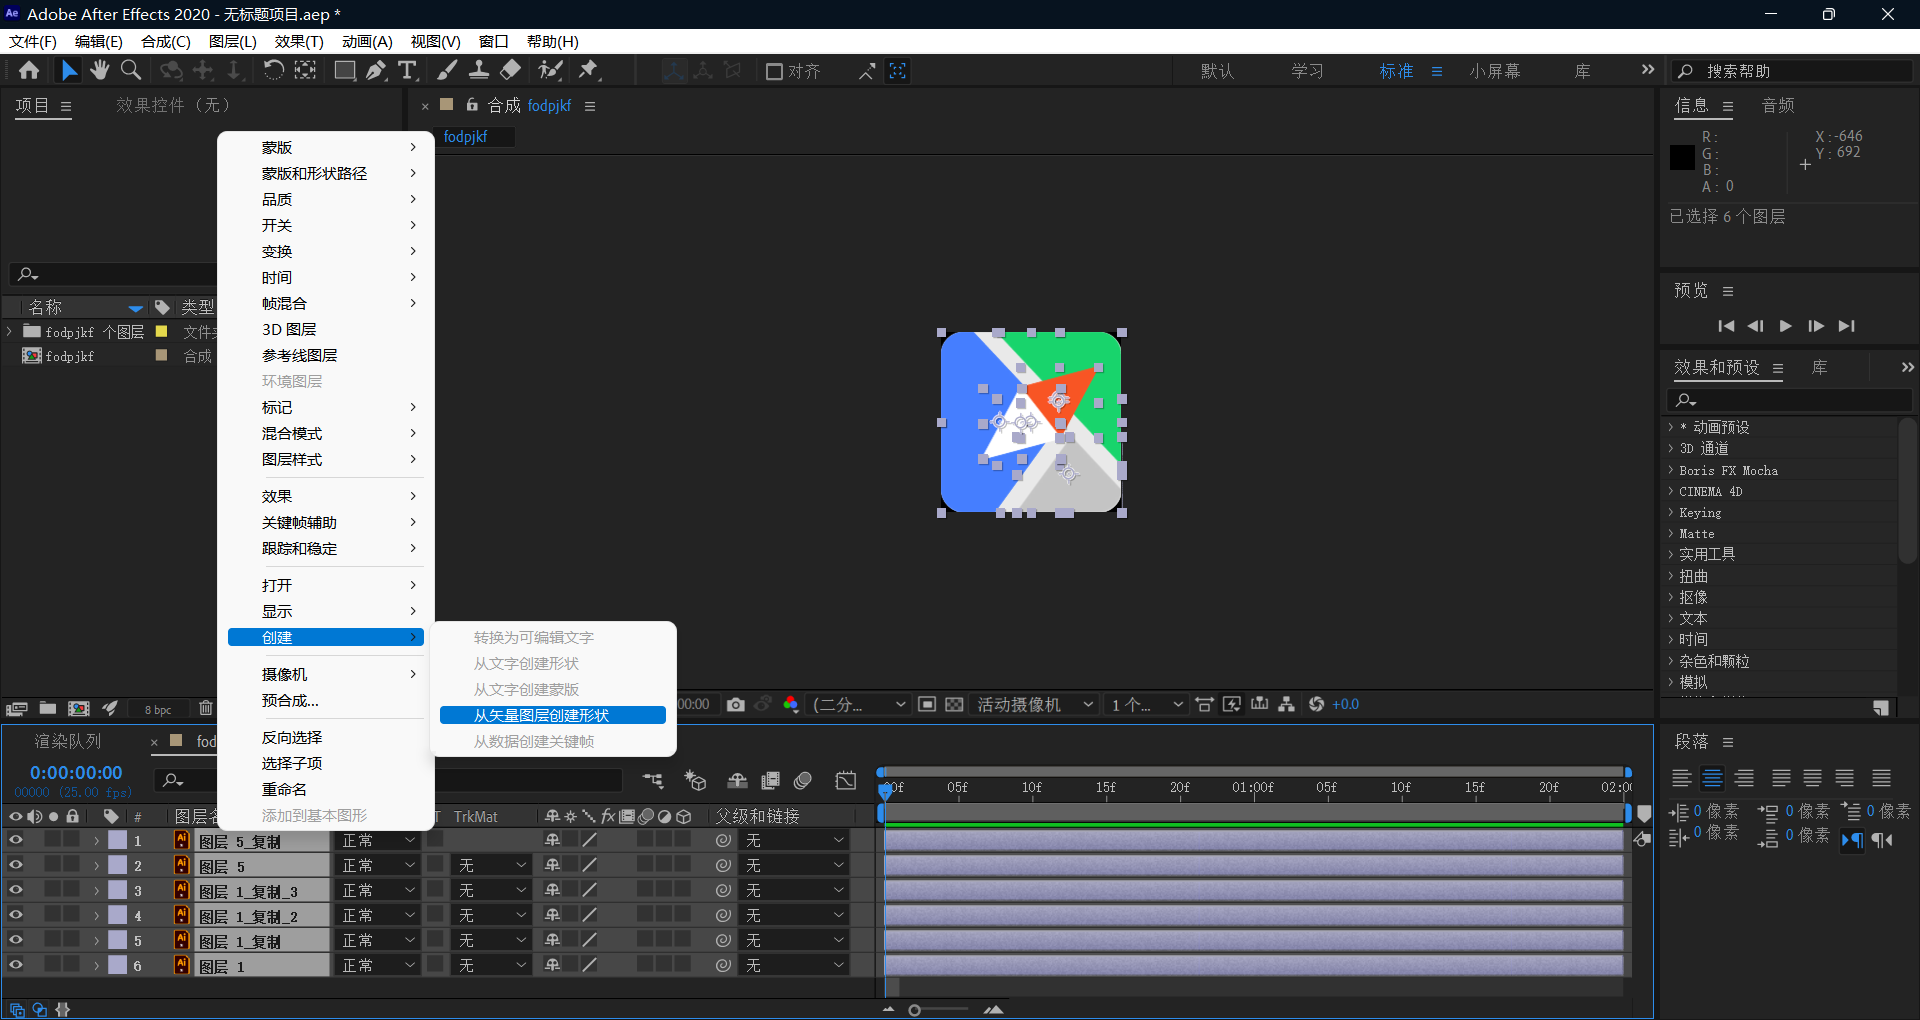 Ae Adobe After Effects 2020 - 无标题项目.aep *
文件(F) 编辑(E) 合成(C) 图层(L) 效果(T) 动画(A) 视图(V) 窗口 帮助(H)
对齐 默认 学习 标准 小屏幕 库 搜索帮助
项目 效果控件 (无)
× 合成 fodpjkf
fodpjkf
信息 音频
R:
G:
B:
A: 0
X:-646
Y: 692
已选择 6 个图层
预览
效果和预设 库
* 动画预设
3D 通道
Boris FX Mocha
CINEMA 4D
Keying
Matte
实用工具
扭曲
抠像
文本
时间
杂色和颗粒
模拟
名称 类型
fodpjkf 个图层 文件夹
fodpjkf 合成
8 bpc
蒙版
蒙版和形状路径
品质
开关
变换
时间
帧混合
3D 图层
参考线图层
环境图层
标记
混合模式
图层样式
效果
关键帧辅助
跟踪和稳定
打开
显示
创建
摄像机
预合成...
反向选择
选择子项
重命名
添加到基本图形
转换为可编辑文字
从文字创建形状
从文字创建蒙版
从矢量图层创建形状
从数据创建关键帧
00:00 (二分... 活动摄像机 1 个... +0.0
渲染队列 × fod
0:00:00:00
00000 (25.00 fps)
# 图层名 T TrkMat fx 父级和链接
00f 05f 10f 15f 20f 01:00f 05f 10f 15f 20f 02:00
1 Ai 图层 5_复制 正常 无
2 Ai 图层 5 正常 无 无
3 Ai 图层 1_复制_3 正常 无 无
4 Ai 图层 1_复制_2 正常 无 无
5 Ai 图层 1_复制 正常 无 无
6 Ai 图层 1 正常 无 无
段落
0 像素 0 像素 0 像素
0 像素 0 像素